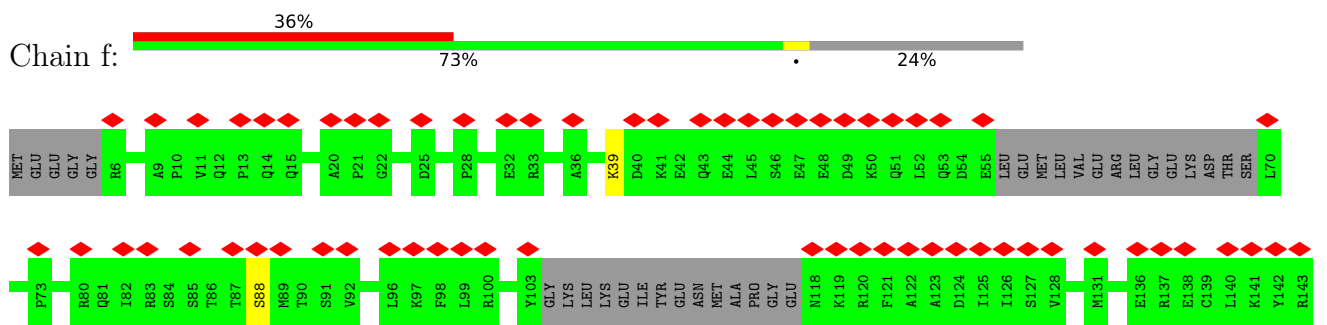 36%
Chain f:
73% • 24%
MET GLU GLU GLY GLY R6 A9 P10 V11 Q12 P13 Q14 Q15 A20 P21 G22 D25 P28 E32 R33 A36 K39 D40 K41 E42 Q43 E44 L45 S46 E47 E48 D49 K50 Q51 L52 Q53 D54 E55 LEU GLU MET LEU VAL GLU ARG LEU GLY GLU LYS ASP THR SER L70
P73 R80 Q81 I82 R83 S84 S85 T86 T87 S88 M89 T90 S91 V92 L96 K97 F98 L99 R100 Y103 GLY LYS LEU LYS GLU ILE TYR GLU ASN MET ALA PRO GLY GLU N118 K119 R120 F121 A122 A123 D124 I125 I126 S127 V128 M131 E136 R137 E138 C139 L140 K141 Y142 R143